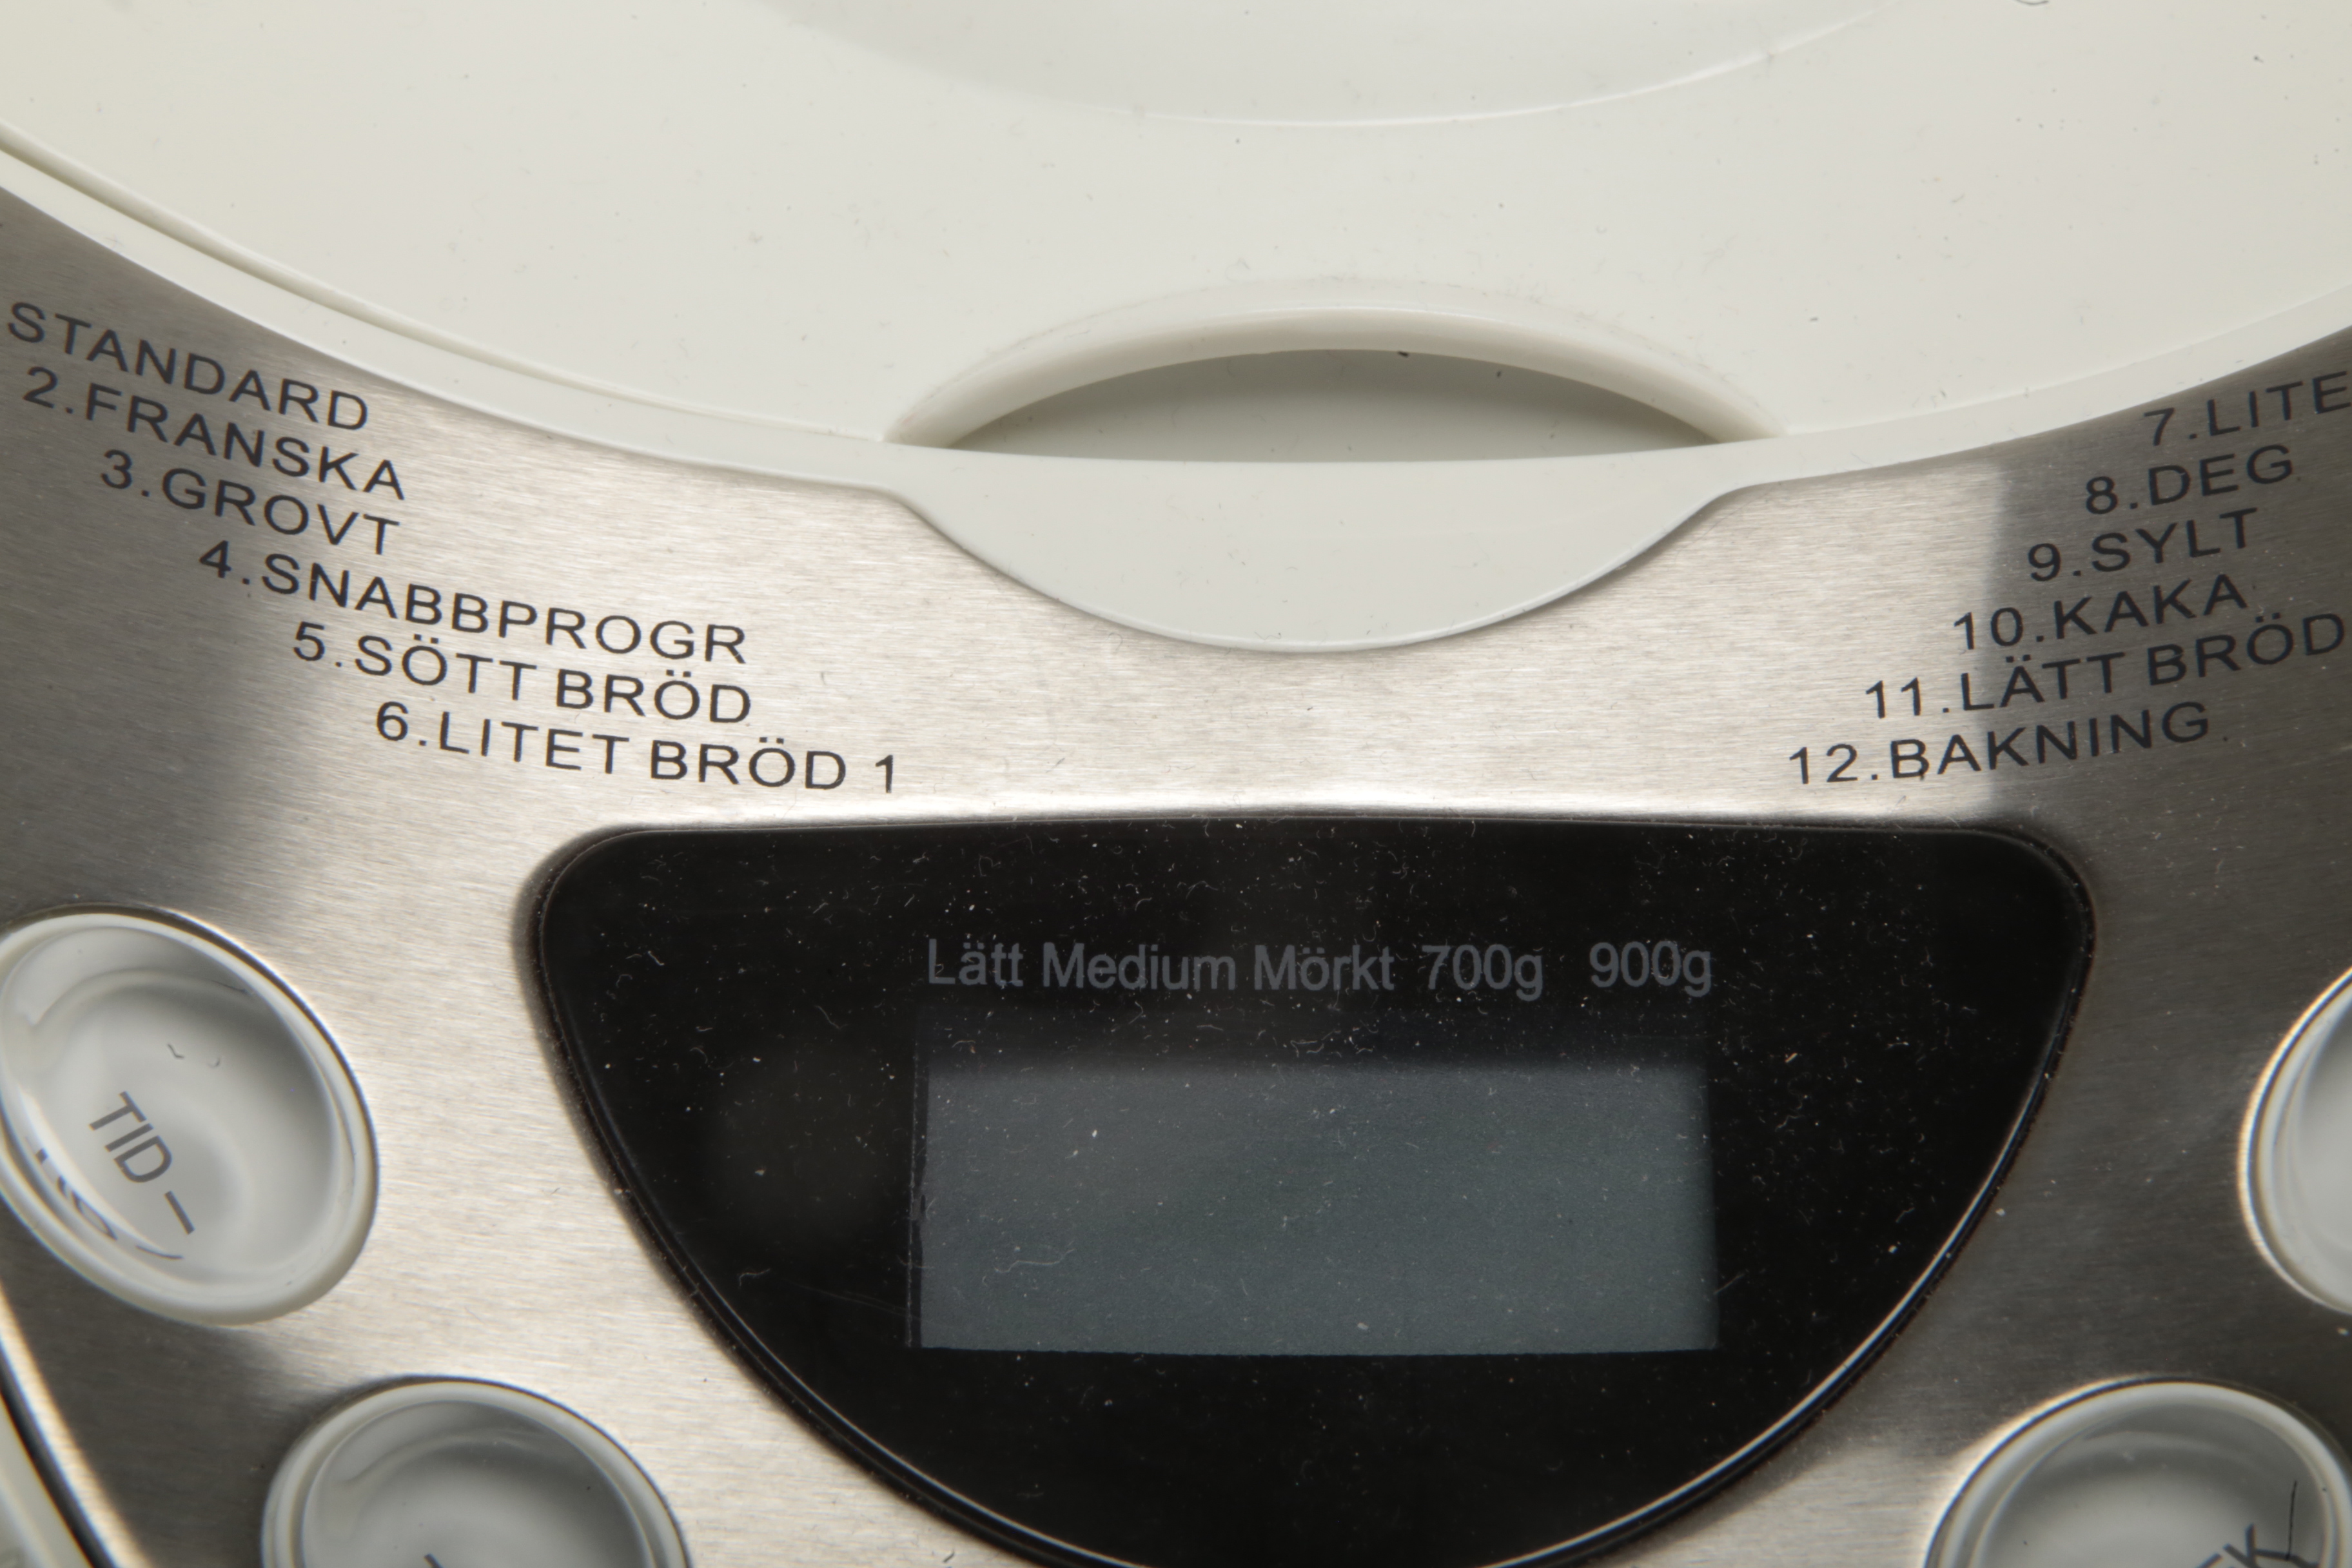 STANDARD
2.FRANSKA
3.GROVT
4.SNABBPROGR
5.SÖTT BRÖD
6.LITET BRÖD 1
7.LITE
8.DEG
9.SYLT
10.KAKA
11.LÄTT BRÖD
12.BAKNING
Lätt Medium Mörkt 700g 900g
TID –